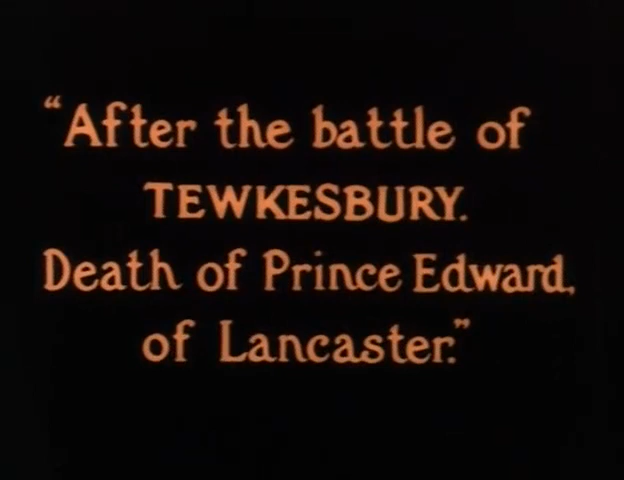 “After the battle of
TEWKESBURY.
Death of Prince Edward,
of Lancaster.”